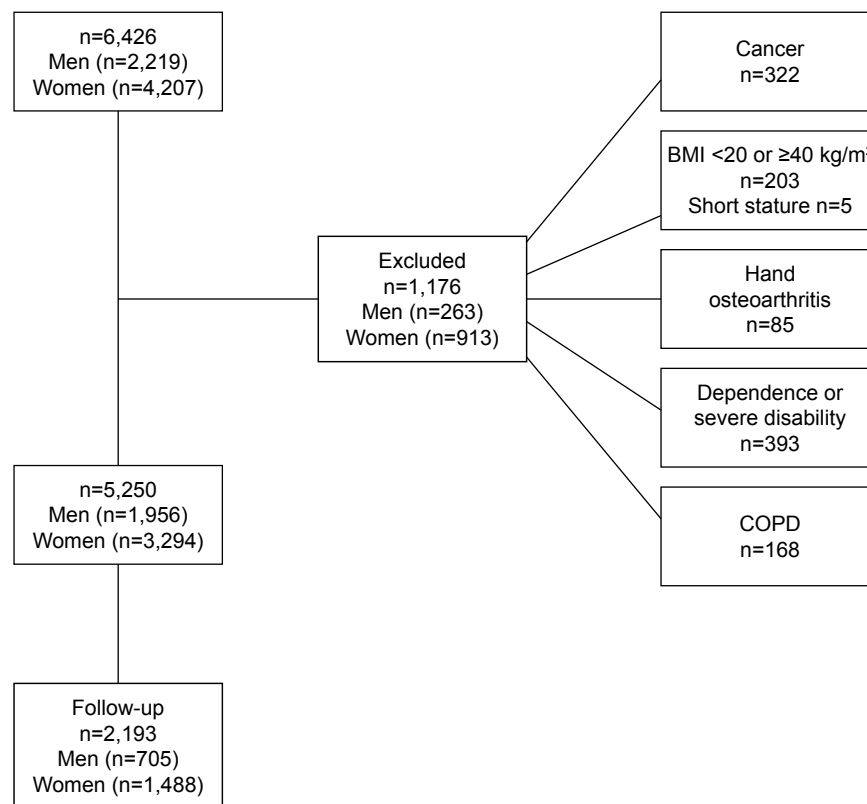 n=6,426
Men (n=2,219)
Women (n=4,207)
Excluded
n=1,176
Men (n=263)
Women (n=913)
Cancer
n=322
BMI <20 or ≥40 kg/m²
n=203
Short stature n=5
Hand
osteoarthritis
n=85
Dependence or
severe disability
n=393
COPD
n=168
n=5,250
Men (n=1,956)
Women (n=3,294)
Follow-up
n=2,193
Men (n=705)
Women (n=1,488)